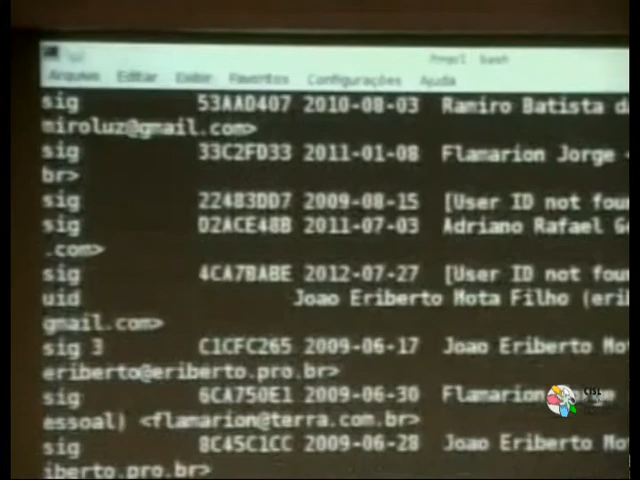 Arquivo Editar Exibir Favoritos Configurações Ajuda
sig 53AAD407 2010-08-03 Ramiro Batista da
miroluz@gmail.com>
sig 33C2FD33 2011-01-08 Flamarion Jorge <
br>
sig 22483DD7 2009-08-15 [User ID not fou
sig D2ACE48B 2011-07-03 Adriano Rafael G
.com>
sig 4CA7BABE 2012-07-27 [User ID not fou
uid Joao Eriberto Mota Filho (eri
gmail.com>
sig 3 C1CFC265 2009-06-17 Joao Eriberto Mo
eriberto@eriberto.pro.br>
sig 6CA750E1 2009-06-30 Flamarion
essoal) <flamarion@terra.com.br>
sig 8C45C1CC 2009-06-28 Joao Eriberto Mo
iberto.pro.br>